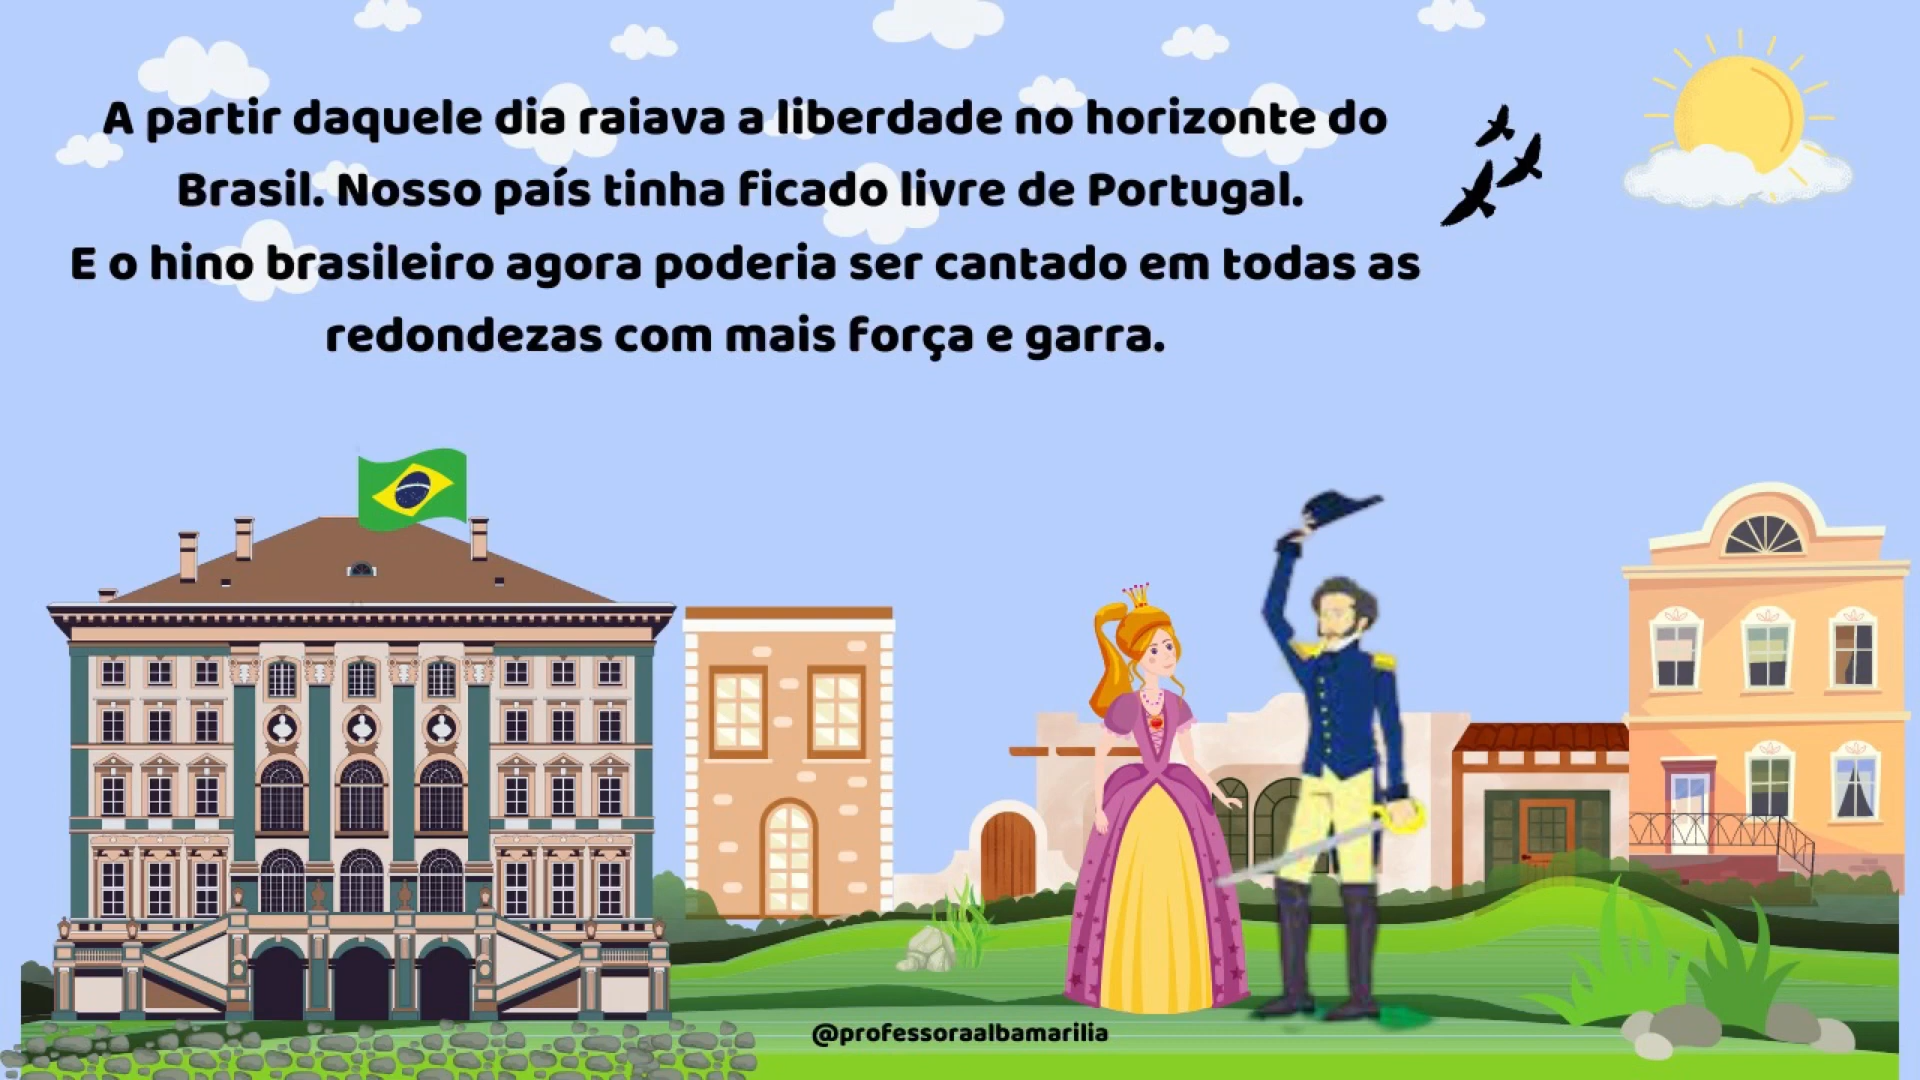 A partir daquele dia raiava a liberdade no horizonte do
Brasil. Nosso país tinha ficado livre de Portugal.
E o hino brasileiro agora poderia ser cantado em todas as
redondezas com mais força e garra.
@professoraalbamarilia